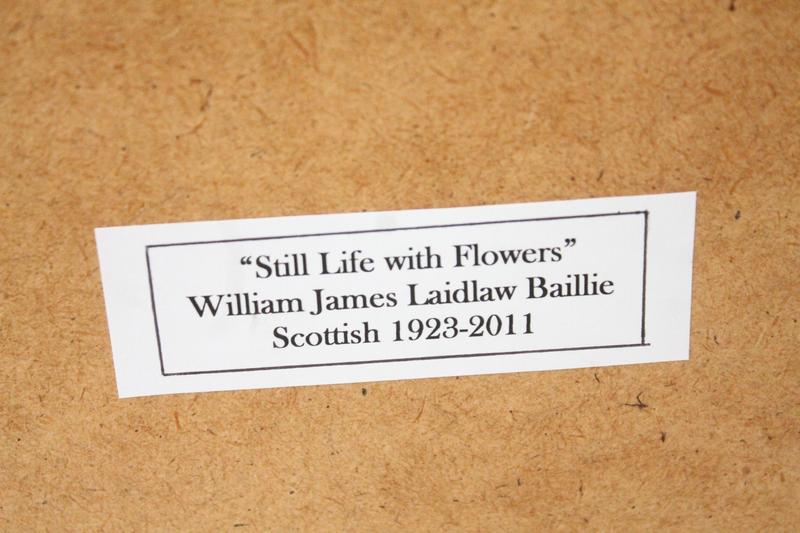 “Still Life with Flowers”
William James Laidlaw Baillie
Scottish 1923-2011